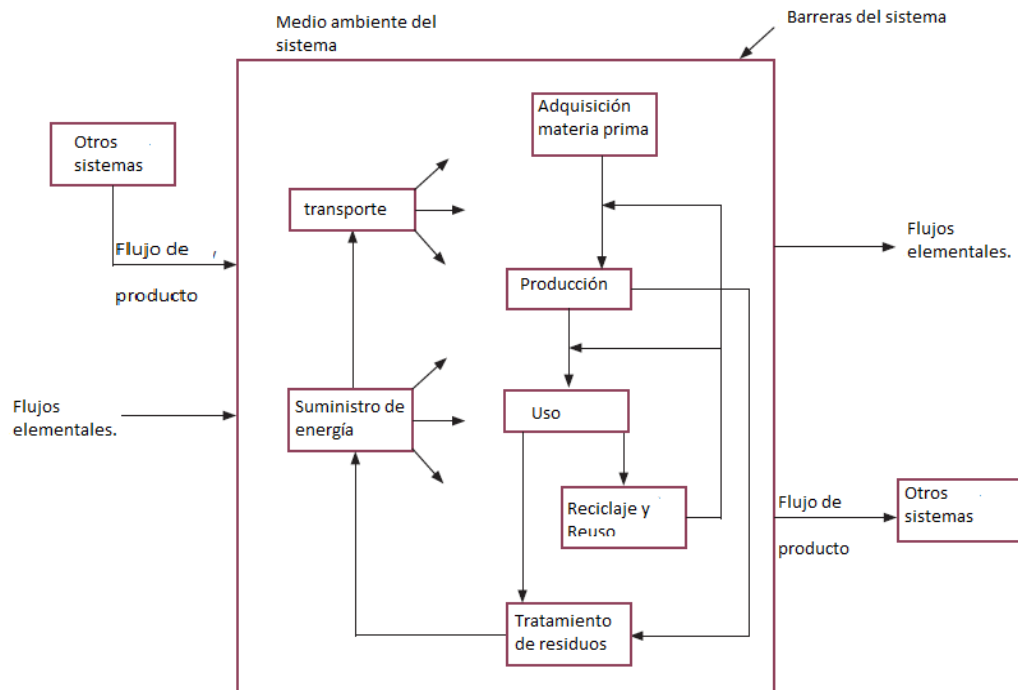 Medio ambiente del
sistema
Barreras del sistema
Otros
sistemas
Adquisición
materia prima
transporte
Flujo de
producto
Flujos
elementales.
Producción
Flujos
elementales.
Suministro de
energía
Uso
Reciclaje y
Reuso
Flujo de
producto
Otros
sistemas
Tratamiento
de residuos